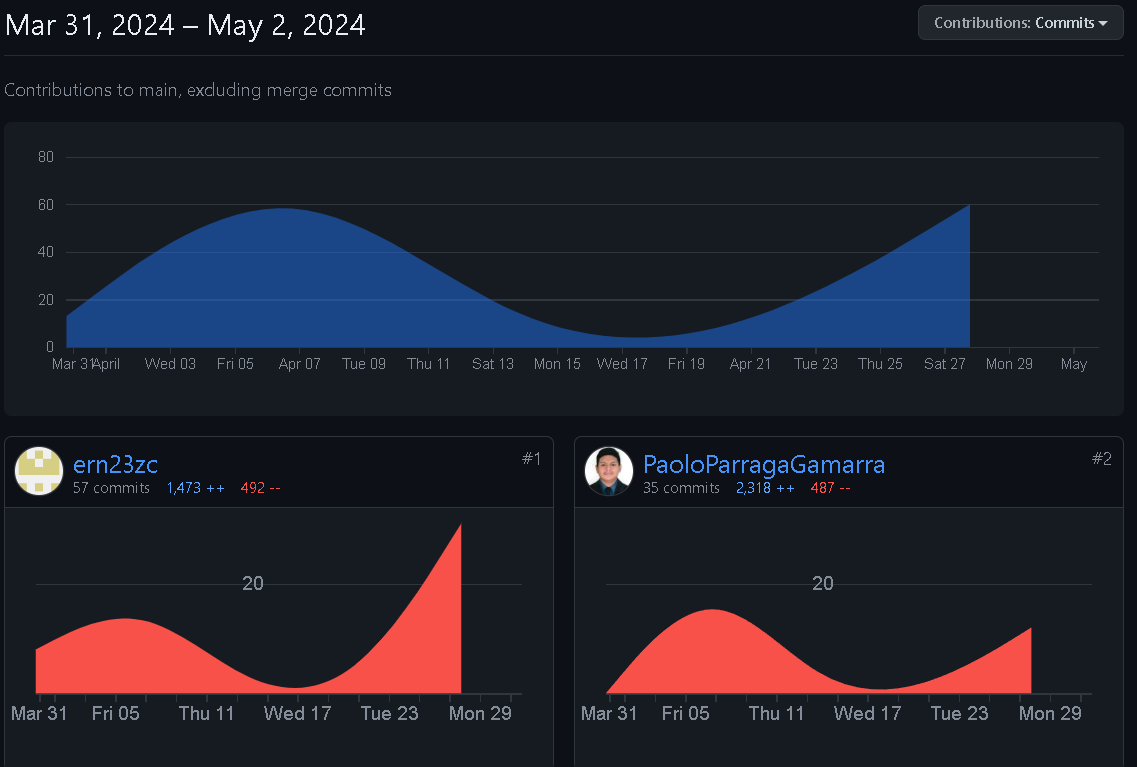 Mar 31, 2024 – May 2, 2024
Contributions: Commits
Contributions to main, excluding merge commits
80
60
40
20
0
Mar 31 April Wed 03 Fri 05 Apr 07 Tue 09 Thu 11 Sat 13 Mon 15 Wed 17 Fri 19 Apr 21 Tue 23 Thu 25 Sat 27 Mon 29 May
ern23zc
#1
57 commits 1,473 ++ 492 --
20
Mar 31 Fri 05 Thu 11 Wed 17 Tue 23 Mon 29
PaoloParragaGamarra
#2
35 commits 2,318 ++ 487 --
20
Mar 31 Fri 05 Thu 11 Wed 17 Tue 23 Mon 29